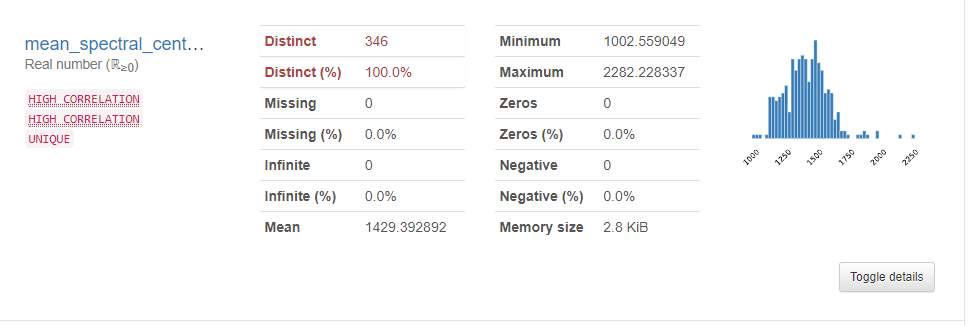 mean_spectral_cent...
Real number (ℝ≥0)
HIGH CORRELATION
HIGH CORRELATION
UNIQUE
Distinct 346
Distinct (%) 100.0%
Missing 0
Missing (%) 0.0%
Infinite 0
Infinite (%) 0.0%
Mean 1429.392892
Minimum 1002.559049
Maximum 2282.228337
Zeros 0
Zeros (%) 0.0%
Negative 0
Negative (%) 0.0%
Memory size 2.8 KiB
1000 1250 1500 1750 2000 2250
Toggle details